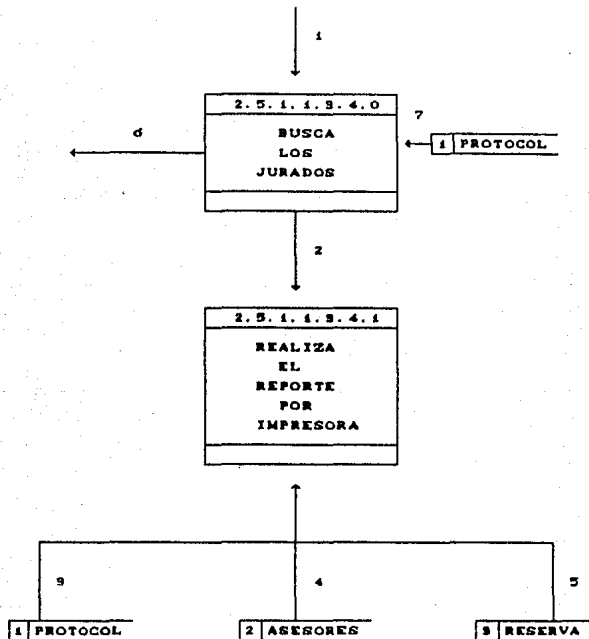 1
2.5.1.1.3.4.0
7
6
BUSCA
LOS
JURADOS
1 PROTOCOL
2
2.5.1.1.3.4.1
REALIZA
EL
REPORTE
POR
IMPRESORA
3
4
5
1 PROTOCOL
2 ASESORES
3 RESERVA